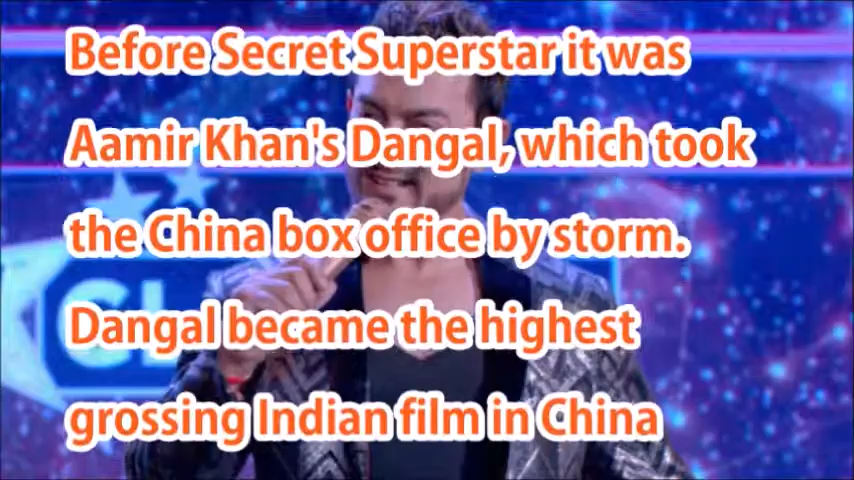 Before Secret Superstar it was
Aamir Khan's Dangal, which took
the China box office by storm.
Dangal became the highest
grossing Indian film in China